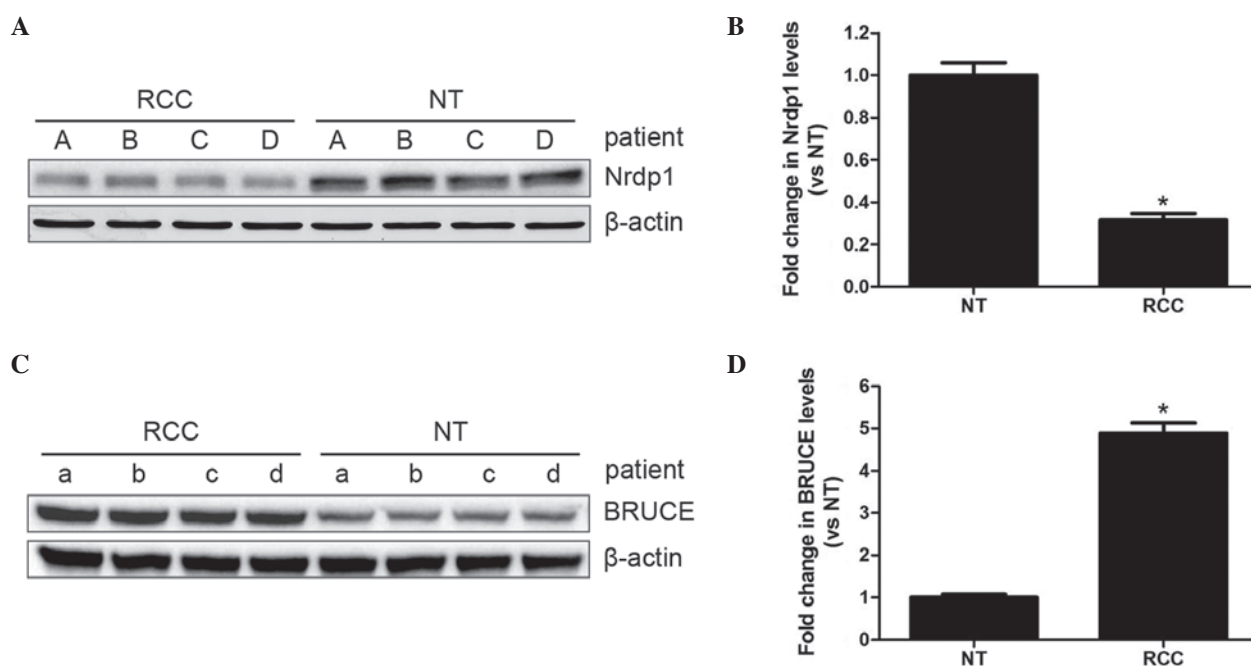 A
RCC NT
A B C D A B C D patient
Nrdp1
β-actin
B
Fold change in Nrdp1 levels
(vs NT)
1.2
1.0
0.8
0.6
0.4
0.2
0.0
*
NT RCC
C
RCC NT
a b c d a b c d patient
BRUCE
β-actin
D
Fold change in BRUCE levels
(vs NT)
6
5
4
3
2
1
0
*
NT RCC